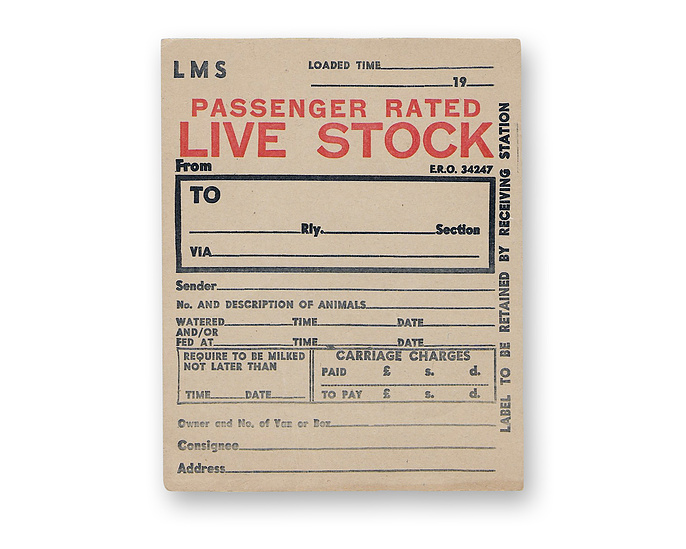 LMS
LOADED TIME
19
PASSENGER RATED
LIVE STOCK
From
E.R.O. 34247
TO
Rly. Section
ViA
Sender
No. AND DESCRIPTION OF ANIMALS
WATERED TIME DATE
AND/OR
FED AT TIME DATE
REQUIRE TO BE MILKED
NOT LATER THAN
TIME DATE
CARRIAGE CHARGES
PAID £ s. d.
TO PAY £ s. d.
Owner and No. of Van or Box
Consignee
Address
LABEL TO BE RETAINED BY RECEIVING STATION